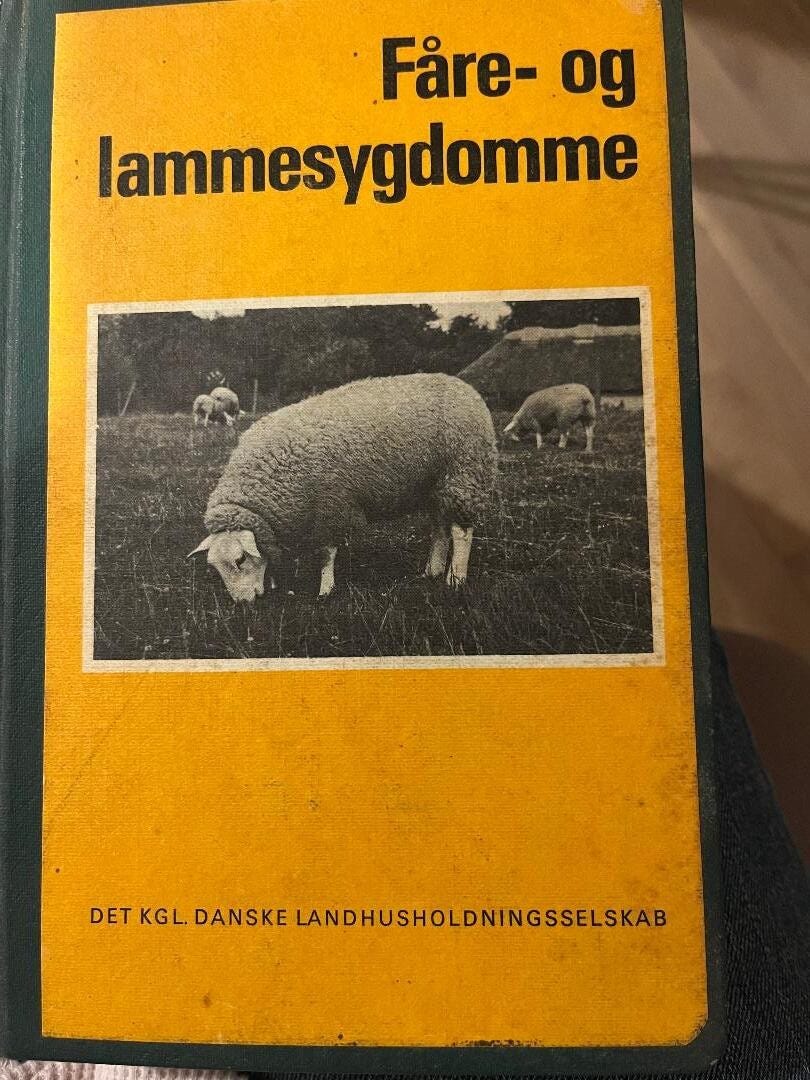 Fåre- og
lammesygdomme
DET KGL. DANSKE LANDHUSHOLDNINGSSELSKAB